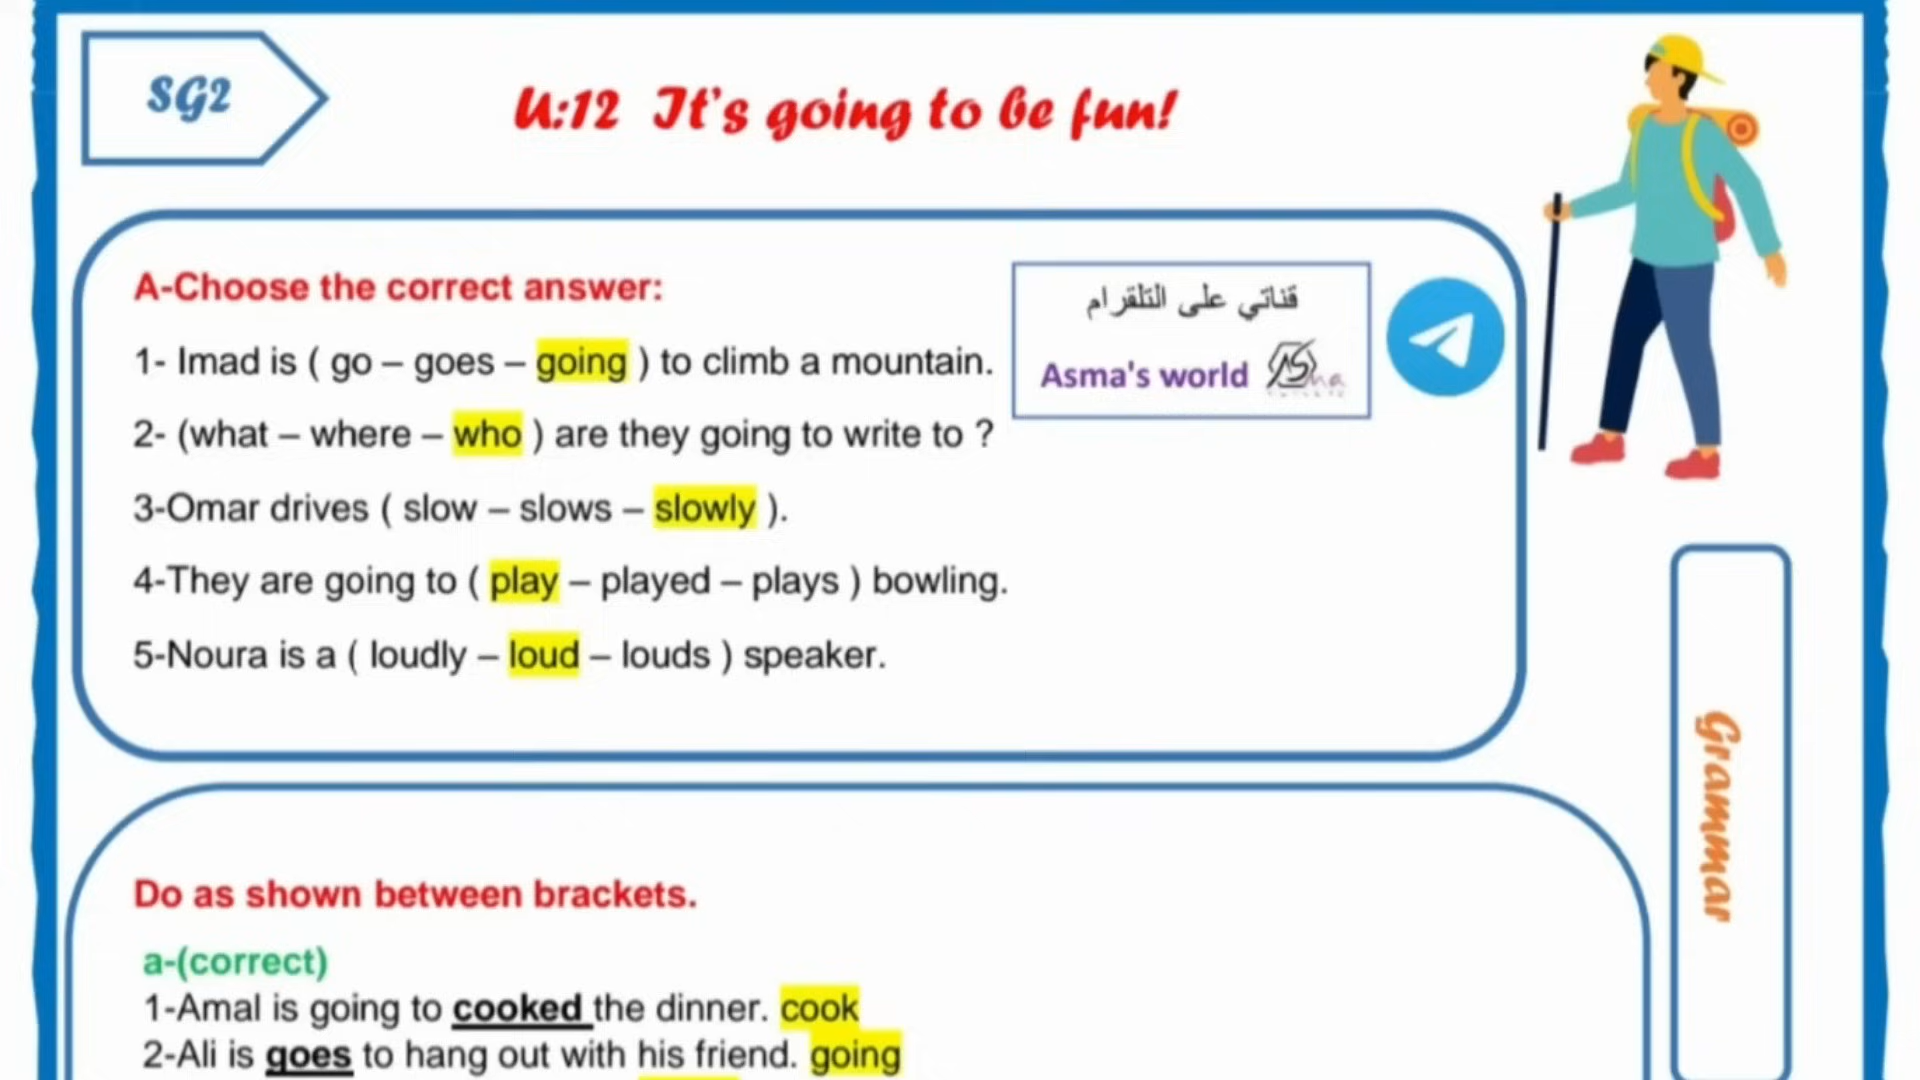 SG2
U:12 It's going to be fun!
A-Choose the correct answer:
قناتي على التلقرام
Asma's world
1- Imad is ( go – goes – going ) to climb a mountain.
2- (what – where – who ) are they going to write to ?
3-Omar drives ( slow – slows – slowly ).
4-They are going to ( play – played – plays ) bowling.
5-Noura is a ( loudly – loud – louds ) speaker.
Grammar
Do as shown between brackets.
a-(correct)
1-Amal is going to cooked the dinner. cook
2-Ali is goes to hang out with his friend. going